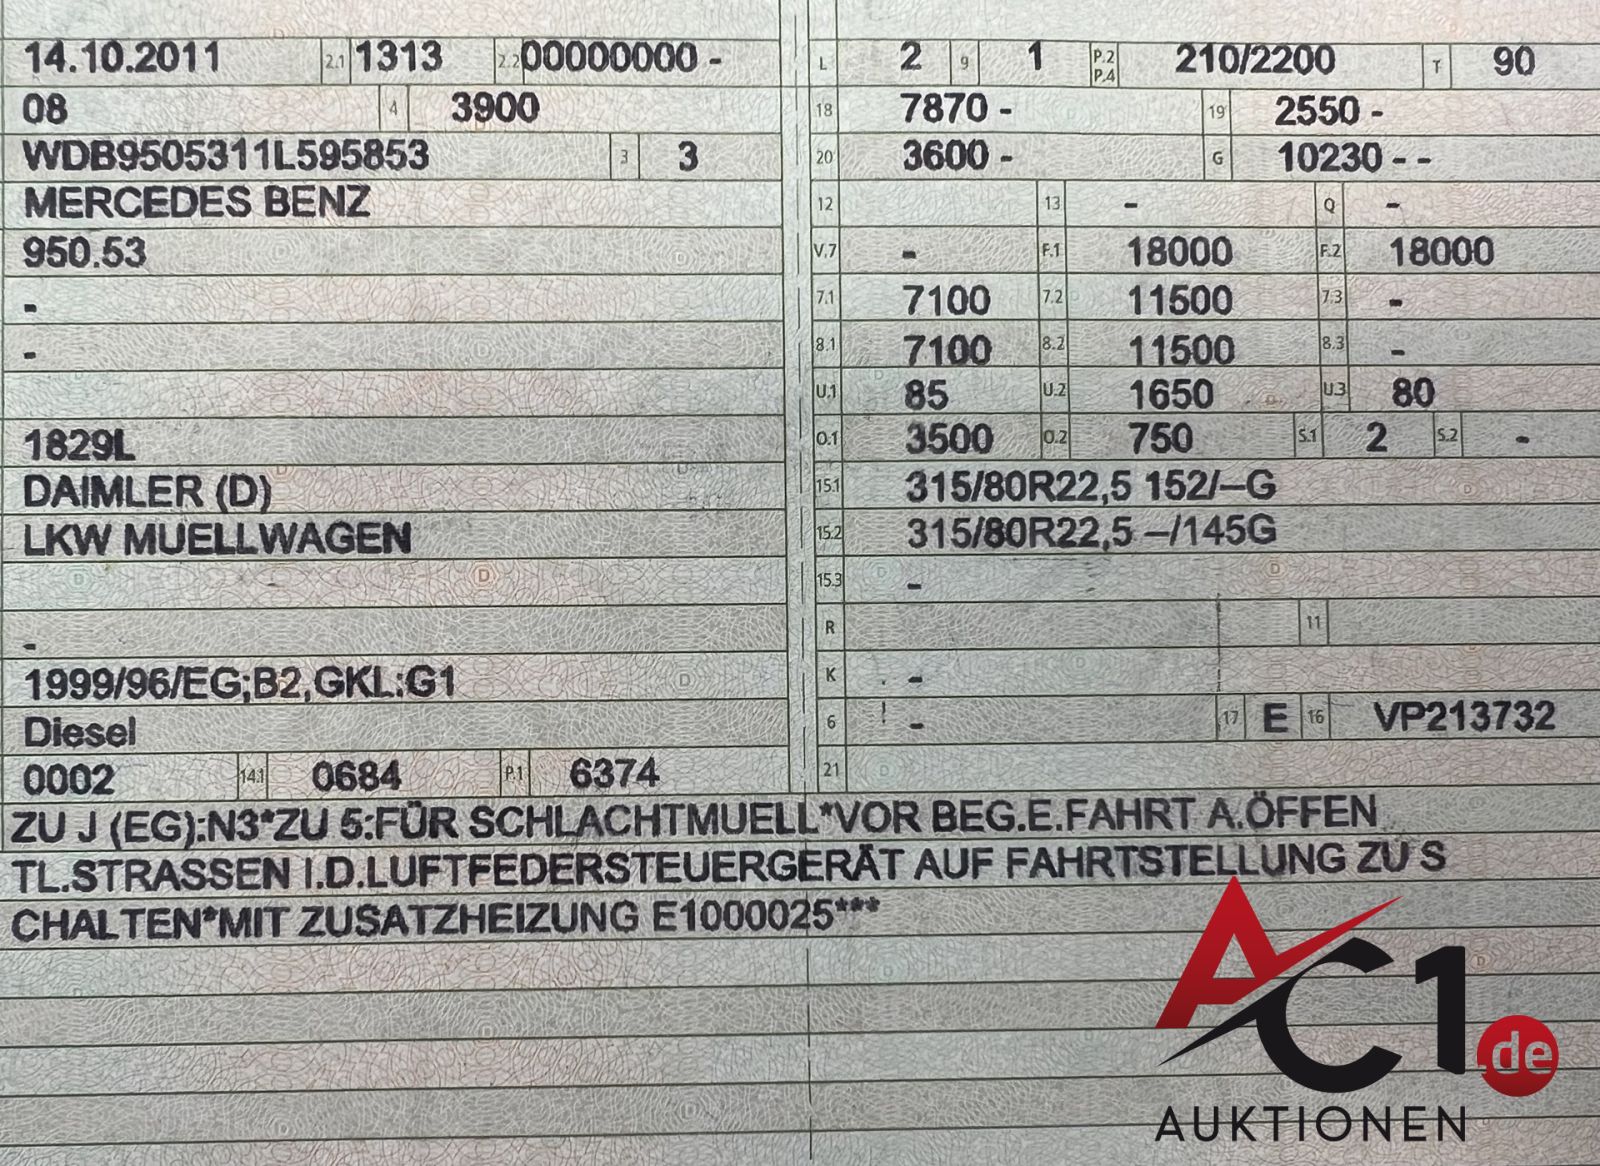 14.10.2011 2.1 1313 2.2 00000000 - L 2 9 1 P.2 P.4 210/2200 T 90
08 4 3900 18 7870 - 19 2550 -
WDB9505311L595853 3 3 20 3600 - G 10230 - -
MERCEDES BENZ 12 13 - Q -
950.53 V.7 - F.1 18000 F.2 18000
- 7.1 7100 7.2 11500 7.3 -
- 8.1 7100 8.2 11500 8.3 -
U.1 85 U.2 1650 U.3 80
1829L O.1 3500 O.2 750 S.1 2 S.2 -
DAIMLER (D) 15.1 315/80R22,5 152/--G
LKW MUELLWAGEN 15.2 315/80R22,5 --/145G
15.3 -
- R 11
1999/96/EG;B2,GKL:G1 K -
Diesel 6 - 17 E 16 VP213732
0002 14.1 0684 P.1 6374 21
ZU J (EG):N3*ZU 5:FÜR SCHLACHTMUELL*VOR BEG.E.FAHRT A.ÖFFEN
TL.STRASSEN I.D.LUFTFEDERSTEUERGERÄT AUF FAHRTSTELLUNG ZU S
CHALTEN*MIT ZUSATZHEIZUNG E1000025***
AC1.de
AUKTIONEN